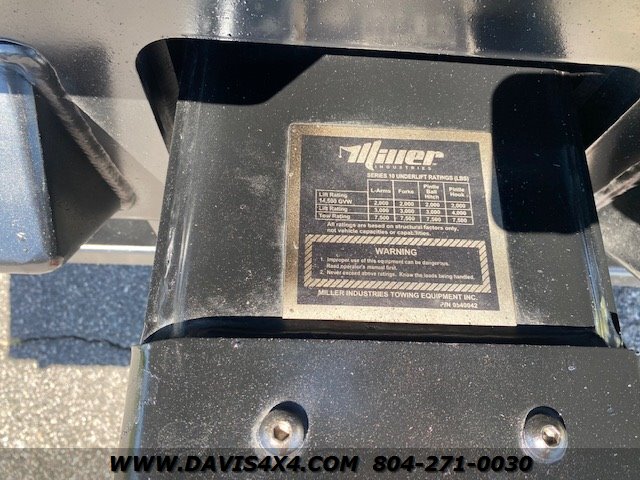 Miller
INDUSTRIES
SERIES 10 UNDERLIFT RATINGS (LBS)
L-Arms Forks Pintle Ball Hitch Pintle Hook
Lift Rating 14,500 GVW 2,000 2,000 2,000 2,000
Lift Rating 3,000 3,000 3,000 4,000
Tow Rating 7,500 7,500 7,500 7,500
All ratings are based on structural factors only,
not vehicle capacities or capabilities.
WARNING
1. Improper use of this equipment can be dangerous.
Read operator's manual first.
2. Never exceed above ratings. Know the loads being handled.
MILLER INDUSTRIES TOWING EQUIPMENT INC.
P/N 0540042
WWW.DAVIS4X4.COM 804-271-0030